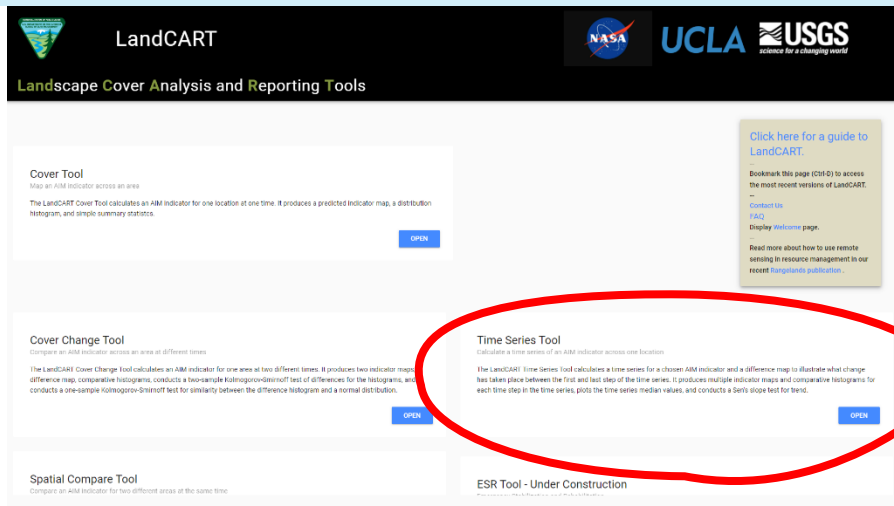 LandCART
NASA
UCLA
USGS
science for a changing world
Landscape Cover Analysis and Reporting Tools
Click here for a guide to
LandCART.
--
Bookmark this page (Ctrl-D) to access
the most recent versions of LandCART.
--
Contact Us
FAQ
Display Welcome page.
--
Read more about how to use remote
sensing in resource management in our
recent Rangelands publication .
Cover Tool
Map an AIM indicator across an area
The LandCART Cover Tool calculates an AIM indicator for one location at one time. It produces a predicted indicator map, a distribution
histogram, and simple summary statistcs.
OPEN
Cover Change Tool
Compare an AIM indicator across an area at different times
The LandCART Cover Change Tool calculates an AIM indicator for one area at two different times. It produces two indicator maps
difference map, comparative histograms, conducts a two-sample Kolmogorov-Smirnoff test of differences for the histograms, and
conducts a one-sample Kolmogorov-Smirnoff test for similarity between the difference histogram and a normal distribution.
OPEN
Time Series Tool
Calculate a time series of an AIM indicator across one location
The LandCART Time Series Tool calculates a time series for a chosen AIM indicator and a difference map to illustrate what change
has taken place between the first and last step of the time series. It produces multiple indicator maps and comparative histograms for
each time step in the time series, plots the time series median values, and conducts a Sen's slope test for trend.
OPEN
Spatial Compare Tool
Compare an AIM indicator for two different areas at the same time
ESR Tool - Under Construction